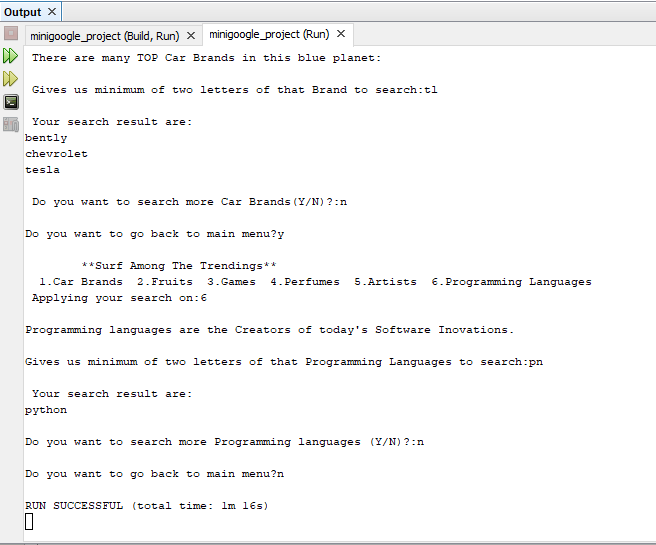 Output
minigoogle_project (Build, Run) minigoogle_project (Run)
There are many TOP Car Brands in this blue planet:
Gives us minimum of two letters of that Brand to search:tl
Your search result are:
bently
chevrolet
tesla
Do you want to search more Car Brands(Y/N)?:n
Do you want to go back to main menu?y
**Surf Among The Trendings**
1.Car Brands 2.Fruits 3.Games 4.Perfumes 5.Artists 6.Programming Languages
Applying your search on:6
Programming languages are the Creators of today's Software Inovations.
Gives us minimum of two letters of that Programming Languages to search:pn
Your search result are:
python
Do you want to search more Programming languages (Y/N)?:n
Do you want to go back to main menu?n
RUN SUCCESSFUL (total time: 1m 16s)